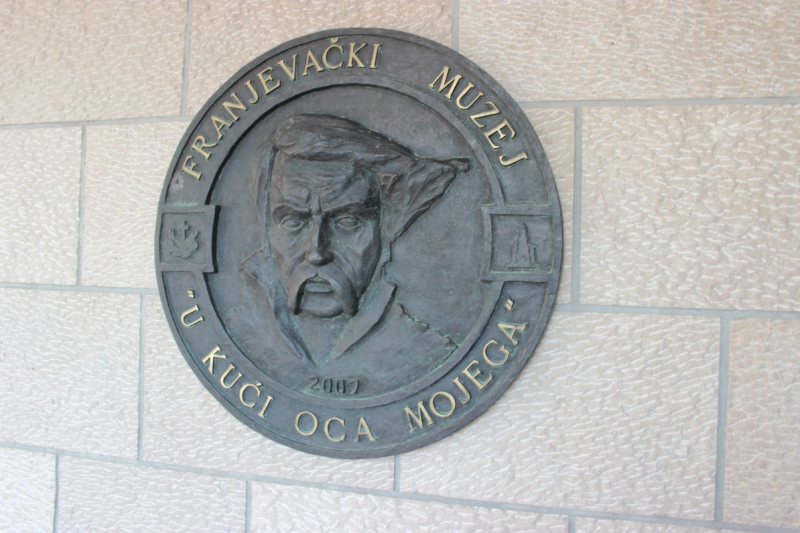 FRANJEVAČKI MUZEJ
2007
"U KUĆI OCA MOJEGA"